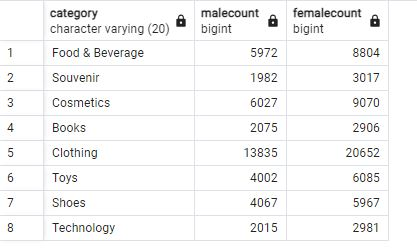 category malecount femalecount
character varying (20) bigint bigint
1 Food & Beverage 5972 8804
2 Souvenir 1982 3017
3 Cosmetics 6027 9070
4 Books 2075 2906
5 Clothing 13835 20652
6 Toys 4002 6085
7 Shoes 4067 5967
8 Technology 2015 2981